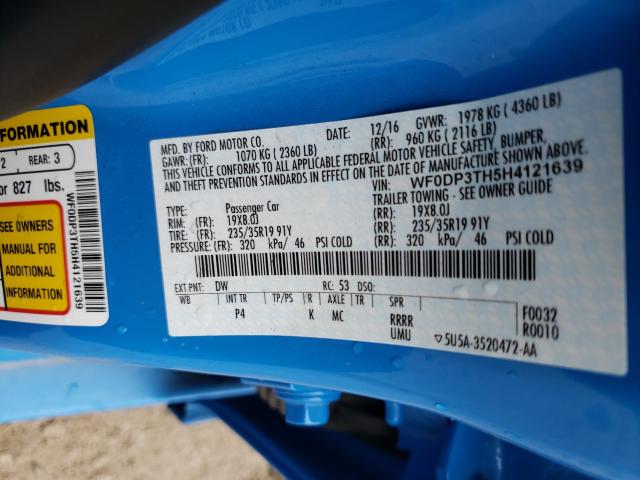 FORMATION
2 REAR: 3
or 827 lbs.
SEE OWNERS
MANUAL FOR
ADDITIONAL
INFORMATION
WF0DP3TH5H4121639
MFD. BY FORD MOTOR CO.
DATE: 12/16 GVWR: 1978 KG ( 4360 LB)
GAWR: (FR): 1070 KG ( 2360 LB) (RR): 960 KG ( 2116 LB)
THIS VEHICLE CONFORMS TO ALL APPLICABLE FEDERAL MOTOR VEHICLE SAFETY, BUMPER,
AND THEFT PREVENTION STANDARDS IN EFFECT ON THE DATE OF MANUFACTURE SHOWN ABOVE.
VIN: WF0DP3TH5H4121639
TYPE: Passenger Car TRAILER TOWING - SEE OWNER GUIDE
RIM: (FR): 19X8.0J (RR): 19X8.0J
TIRE: (FR): 235/35R19 91Y (RR): 235/35R19 91Y
PRESSURE: (FR): 320 kPa/ 46 PSI COLD (RR): 320 kPa/ 46 PSI COLD
EXT PNT: DW RC: 53 DSO:
WB INT TR TP/PS R AXLE TR SPR
P4 K MC RRRR F0032
UMU 5U5A-3520472-AA R0010